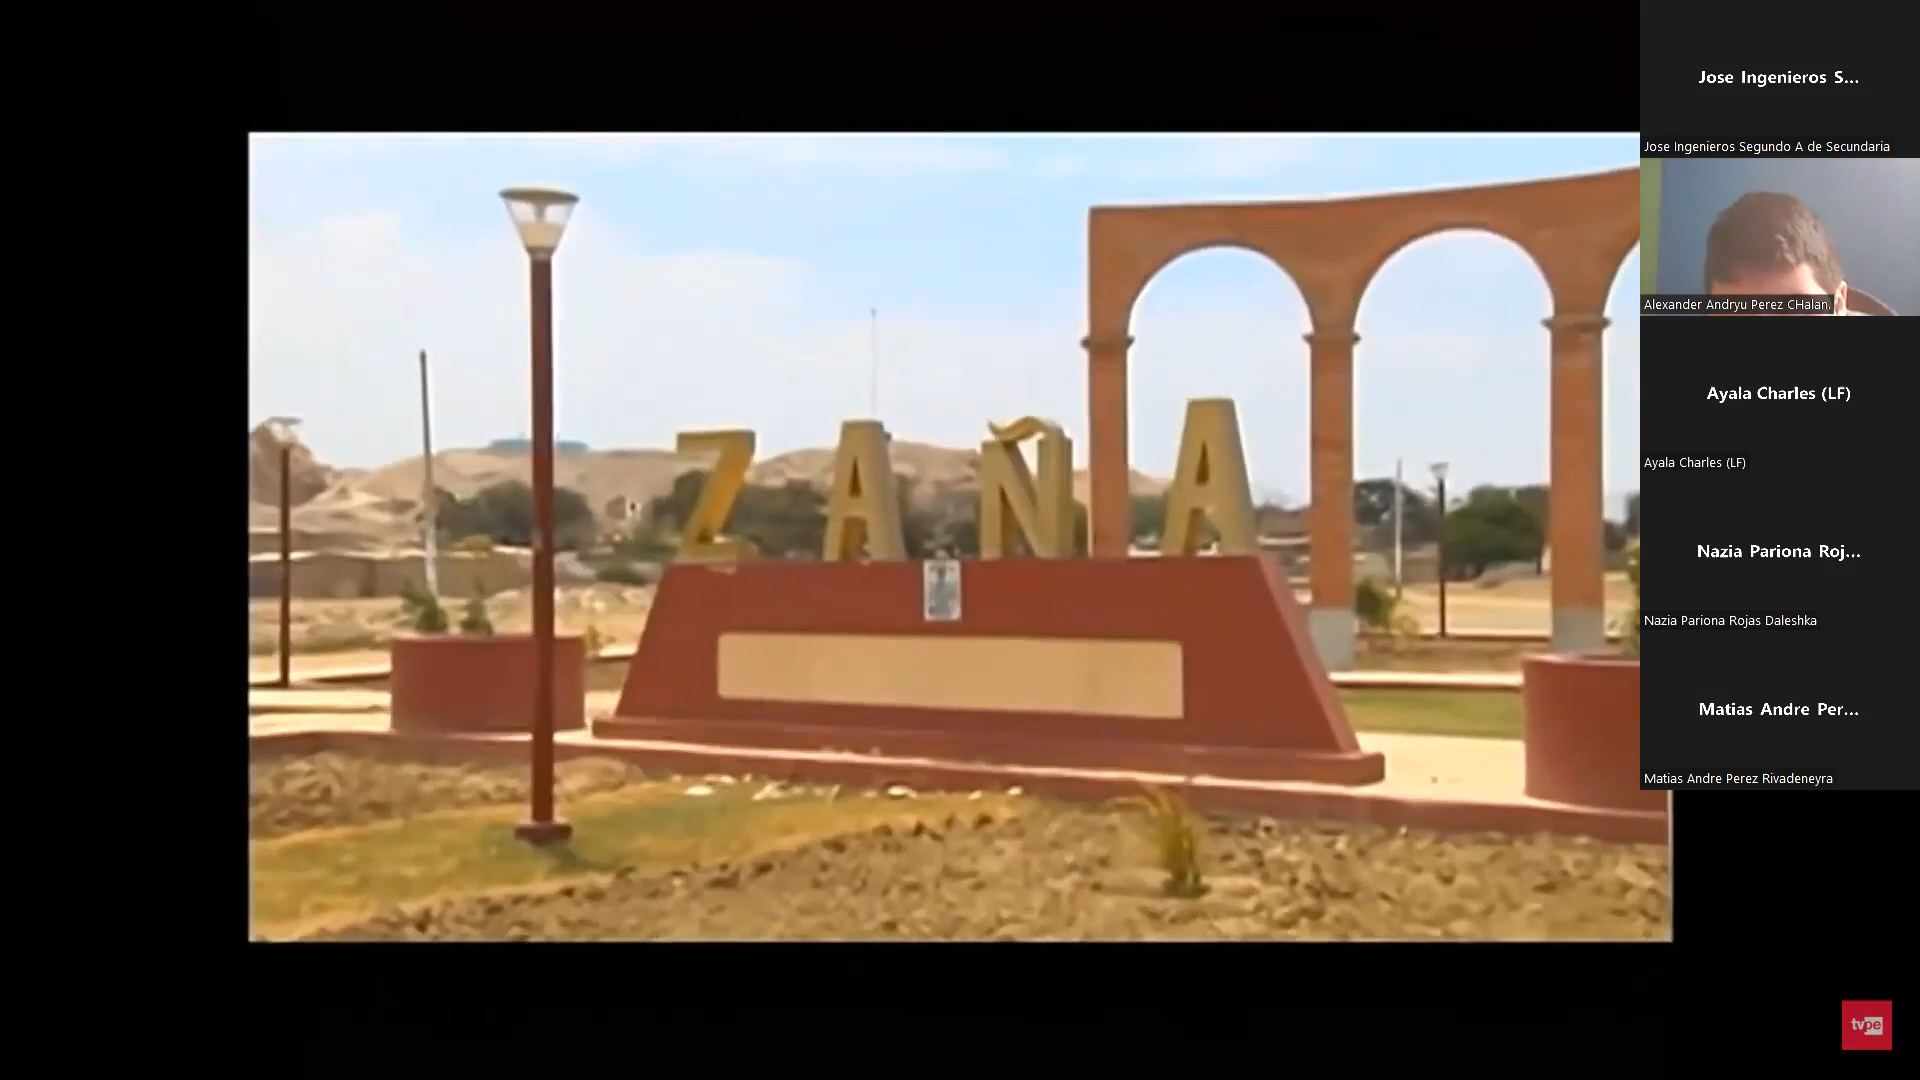 ZAÑA
Jose Ingenieros S...
Jose Ingenieros Segundo A de Secundaria
Alexander Andryu Perez CHalan.
Ayala Charles (LF)
Ayala Charles (LF)
Nazia Pariona Roj...
Nazia Pariona Rojas Daleshka
Matias Andre Per...
Matias Andre Perez Rivadeneyra
tvpe